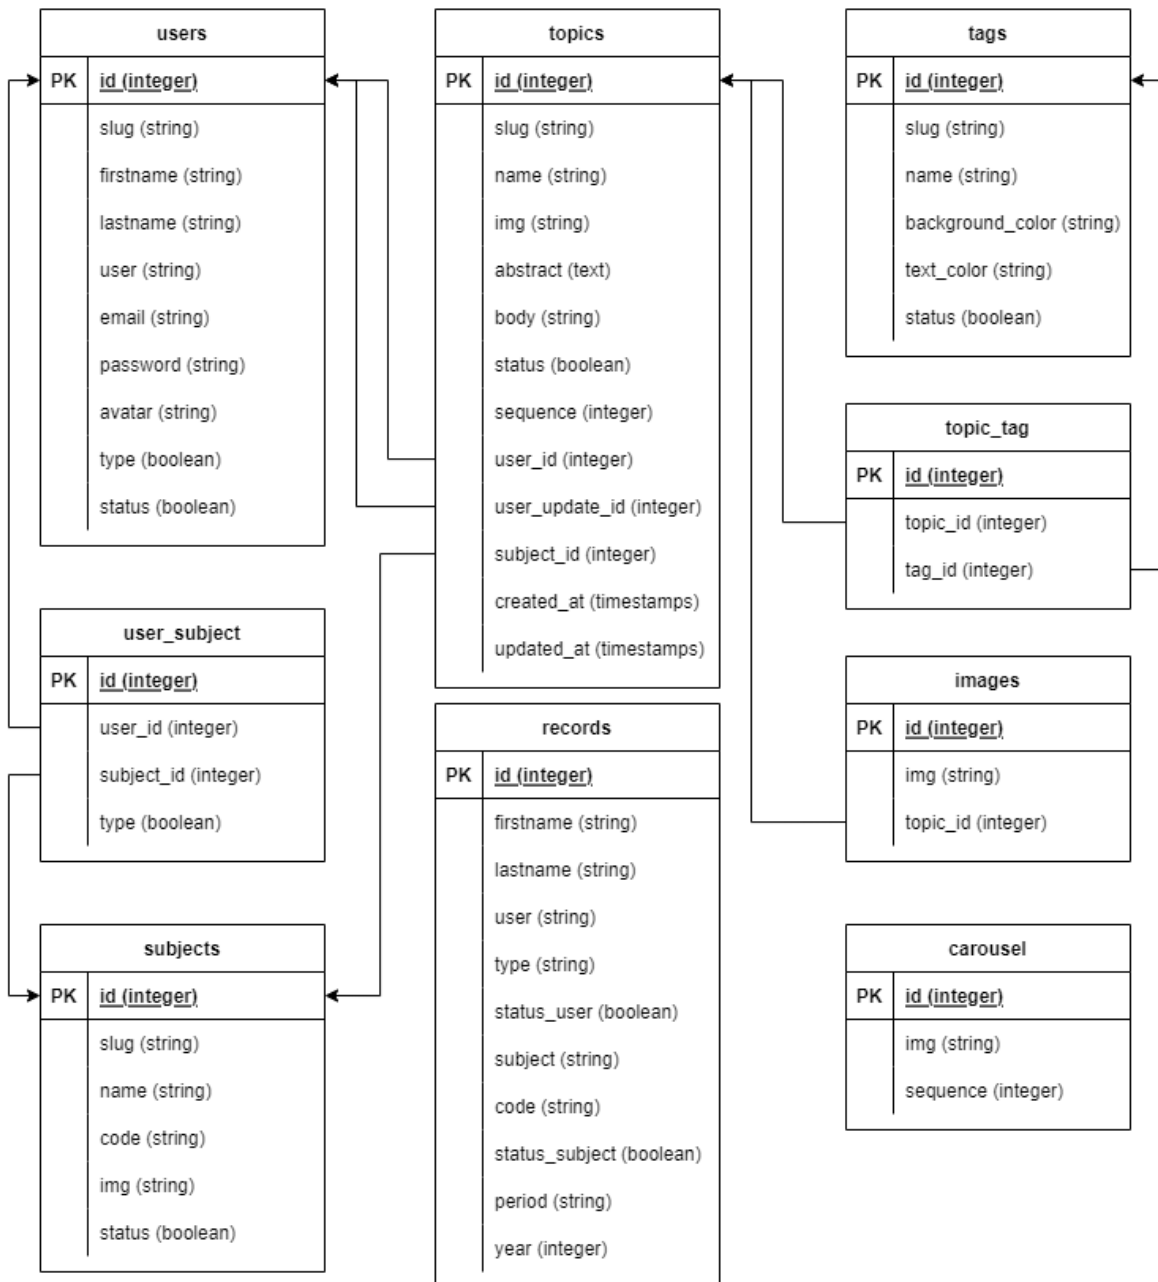 users
PK id (integer)
slug (string)
firstname (string)
lastname (string)
user (string)
email (string)
password (string)
avatar (string)
type (boolean)
status (boolean)
user_subject
PK id (integer)
user_id (integer)
subject_id (integer)
type (boolean)
subjects
PK id (integer)
slug (string)
name (string)
code (string)
img (string)
status (boolean)
topics
PK id (integer)
slug (string)
name (string)
img (string)
abstract (text)
body (string)
status (boolean)
sequence (integer)
user_id (integer)
user_update_id (integer)
subject_id (integer)
created_at (timestamps)
updated_at (timestamps)
records
PK id (integer)
firstname (string)
lastname (string)
user (string)
type (string)
status_user (boolean)
subject (string)
code (string)
status_subject (boolean)
period (string)
year (integer)
tags
PK id (integer)
slug (string)
name (string)
background_color (string)
text_color (string)
status (boolean)
topic_tag
PK id (integer)
topic_id (integer)
tag_id (integer)
images
PK id (integer)
img (string)
topic_id (integer)
carousel
PK id (integer)
img (string)
sequence (integer)